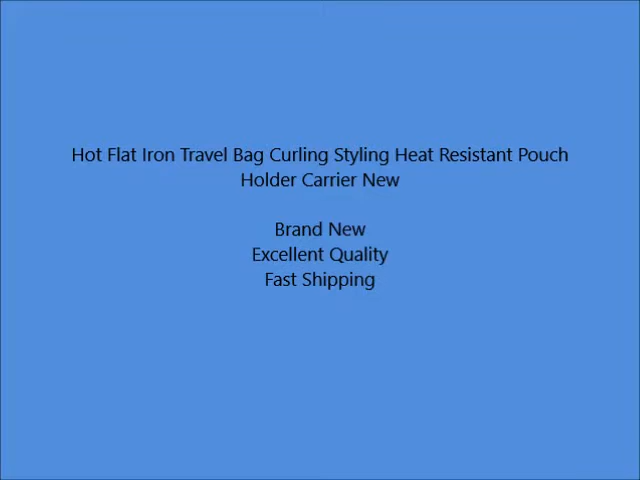 Hot Flat Iron Travel Bag Curling Styling Heat Resistant Pouch
Holder Carrier New
Brand New
Excellent Quality
Fast Shipping